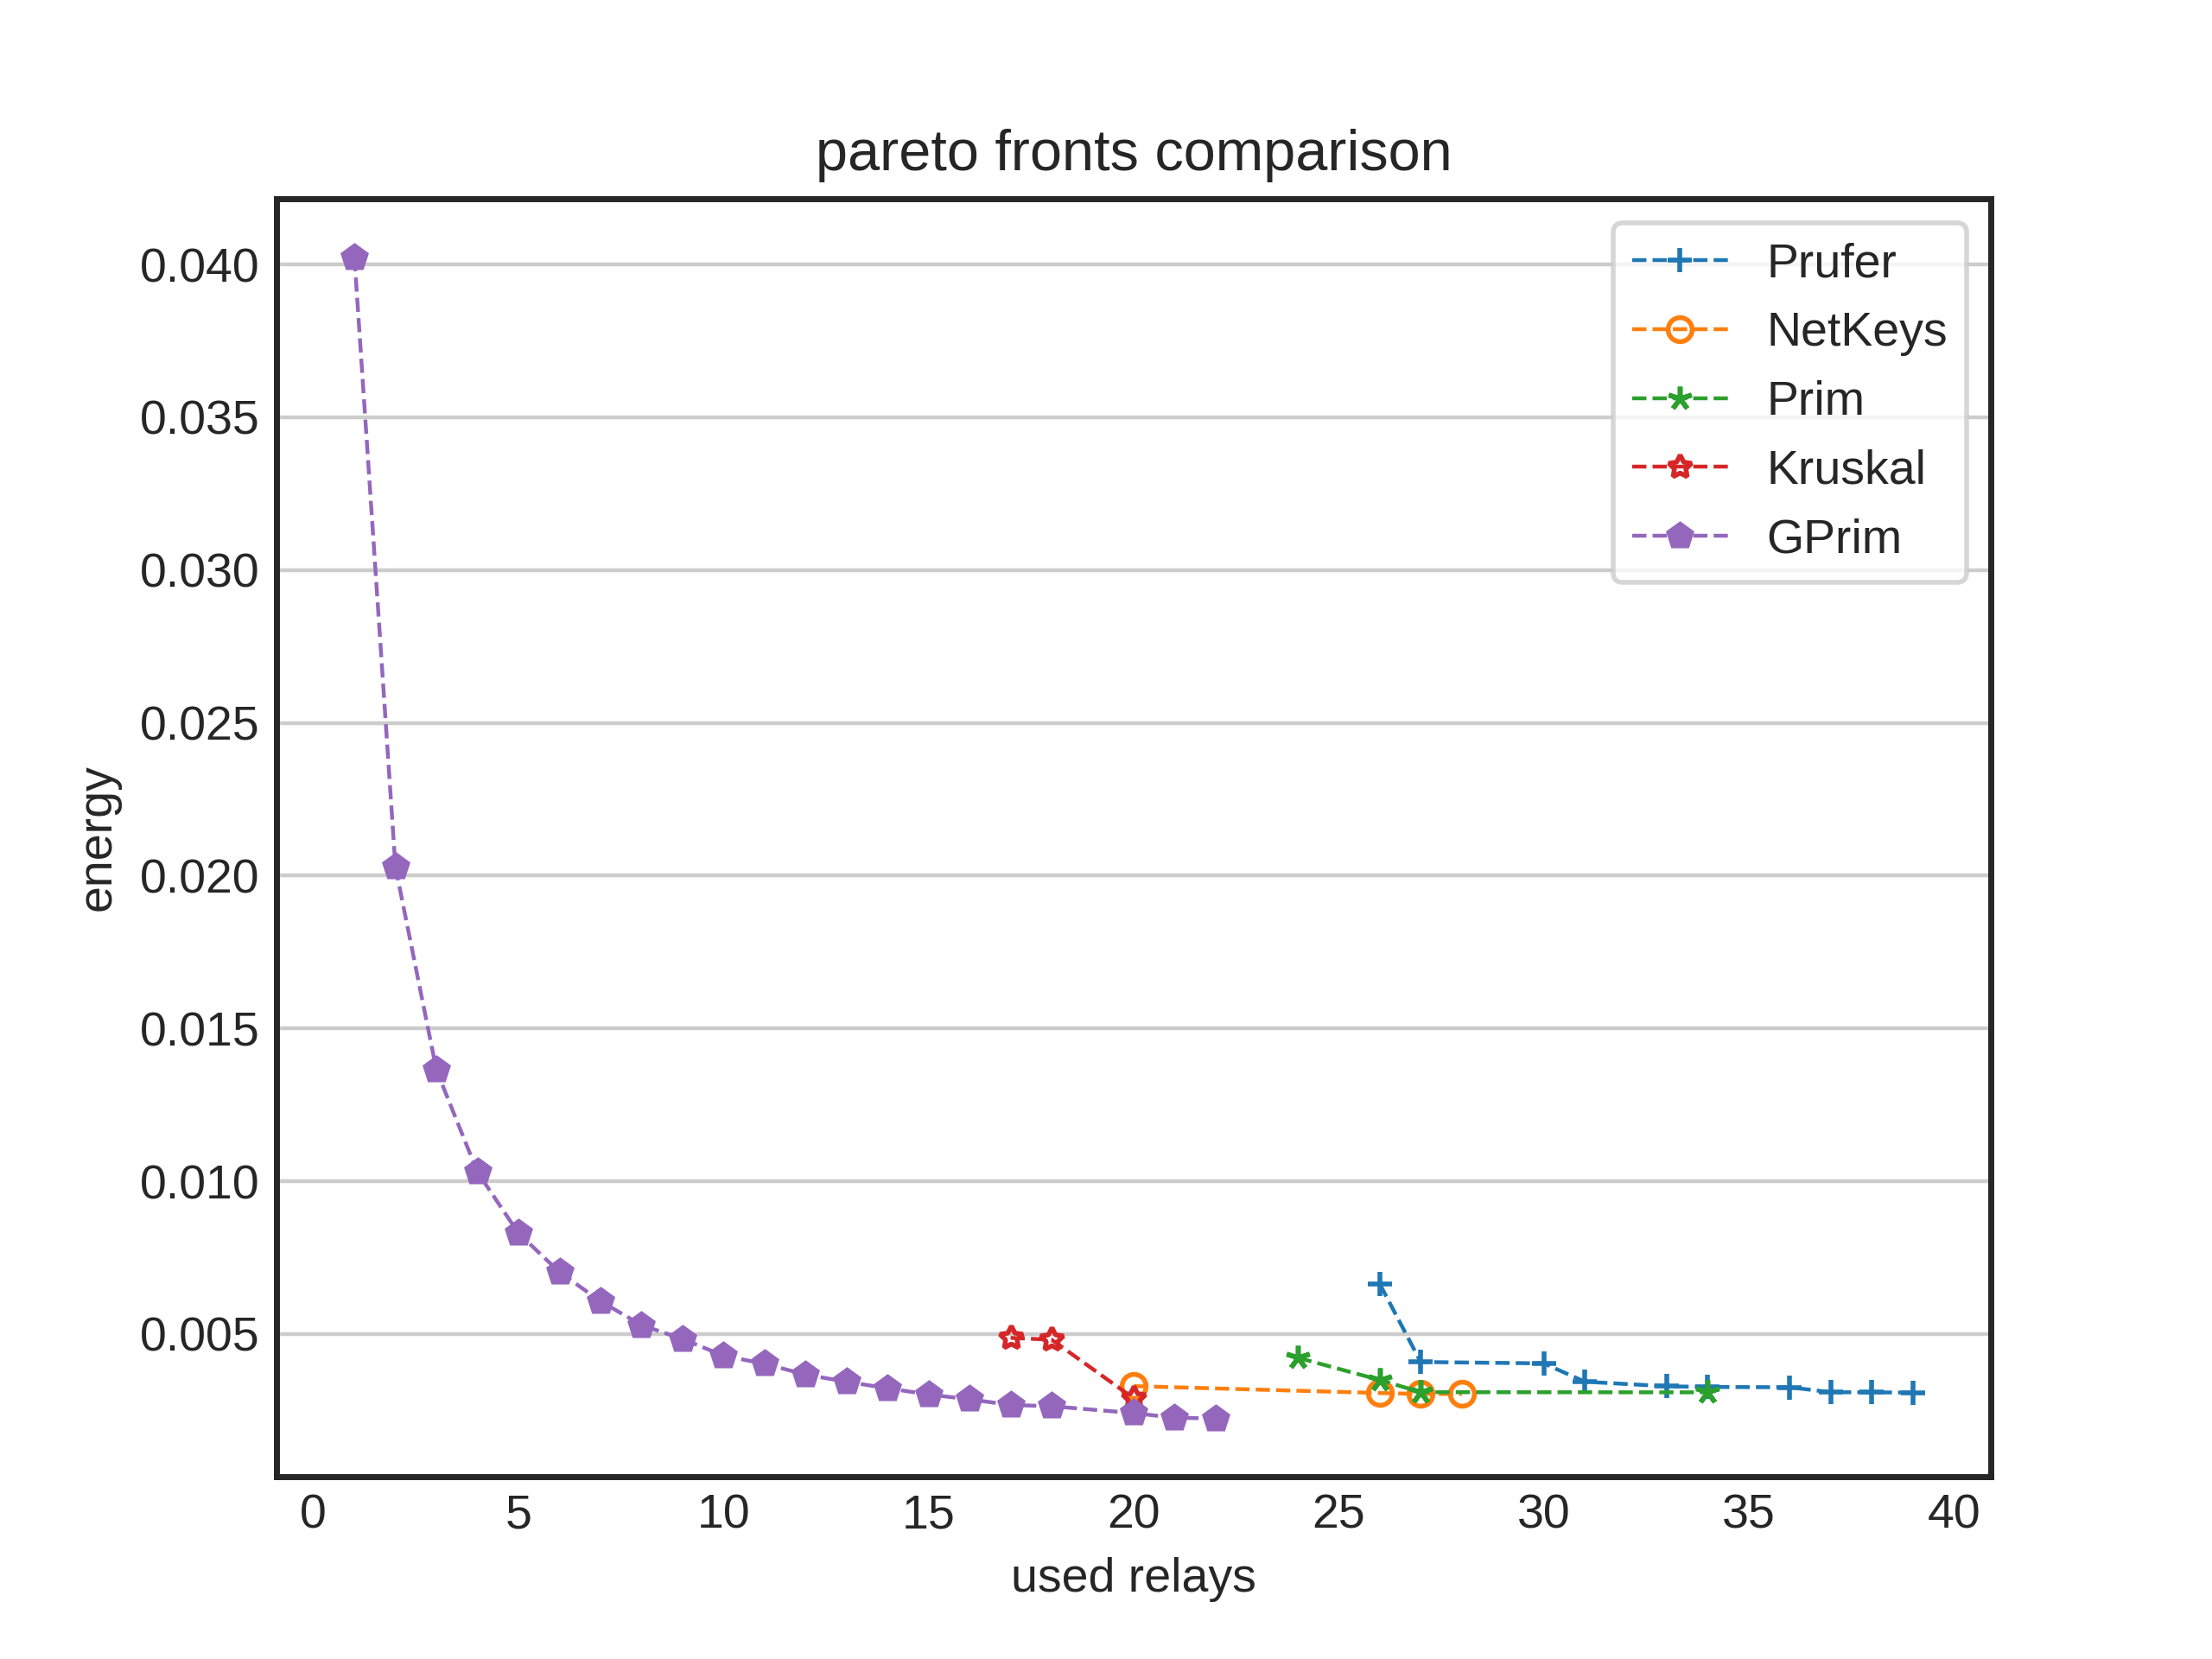 pareto fronts comparison
0.040
0.035
0.030
0.025
0.020
0.015
0.010
0.005
energy
Prufer
NetKeys
Prim
Kruskal
GPrim
0 5 10 15 20 25 30 35 40
used relays